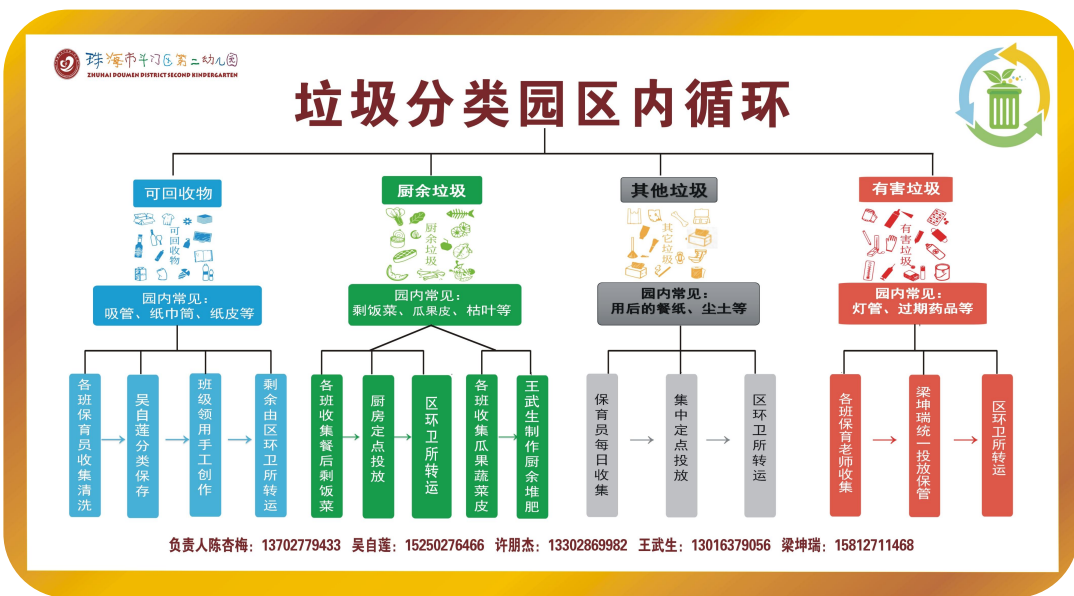 珠海市斗门区第二幼儿园
ZHUHAI DOUMEN DISTRICT SECOND KINDERGARTEN
垃圾分类园区内循环
可回收物
厨余垃圾
其他垃圾
有害垃圾
可回收物
厨余垃圾
其它垃圾
有害垃圾
园内常见：
吸管、纸巾筒、纸皮等
园内常见：
剩饭菜、瓜果皮、枯叶等
园内常见：
用后的餐纸、尘土等
园内常见：
灯管、过期药品等
各班保育员收集清洗
吴自莲分类保存
班级领用手工创作
剩余由区环卫所转运
各班收集餐后剩饭菜
厨房定点投放
区环卫所转运
各班收集瓜果蔬菜皮
王武生制作厨余堆肥
保育员每日收集
集中定点投放
区环卫所转运
各班保育老师收集
梁坤瑞统一投放保管
区环卫所转运
负责人陈杏梅：13702779433 吴自莲：15250276466 许朋杰：13302869982 王武生：13016379056 梁坤瑞：15812711468